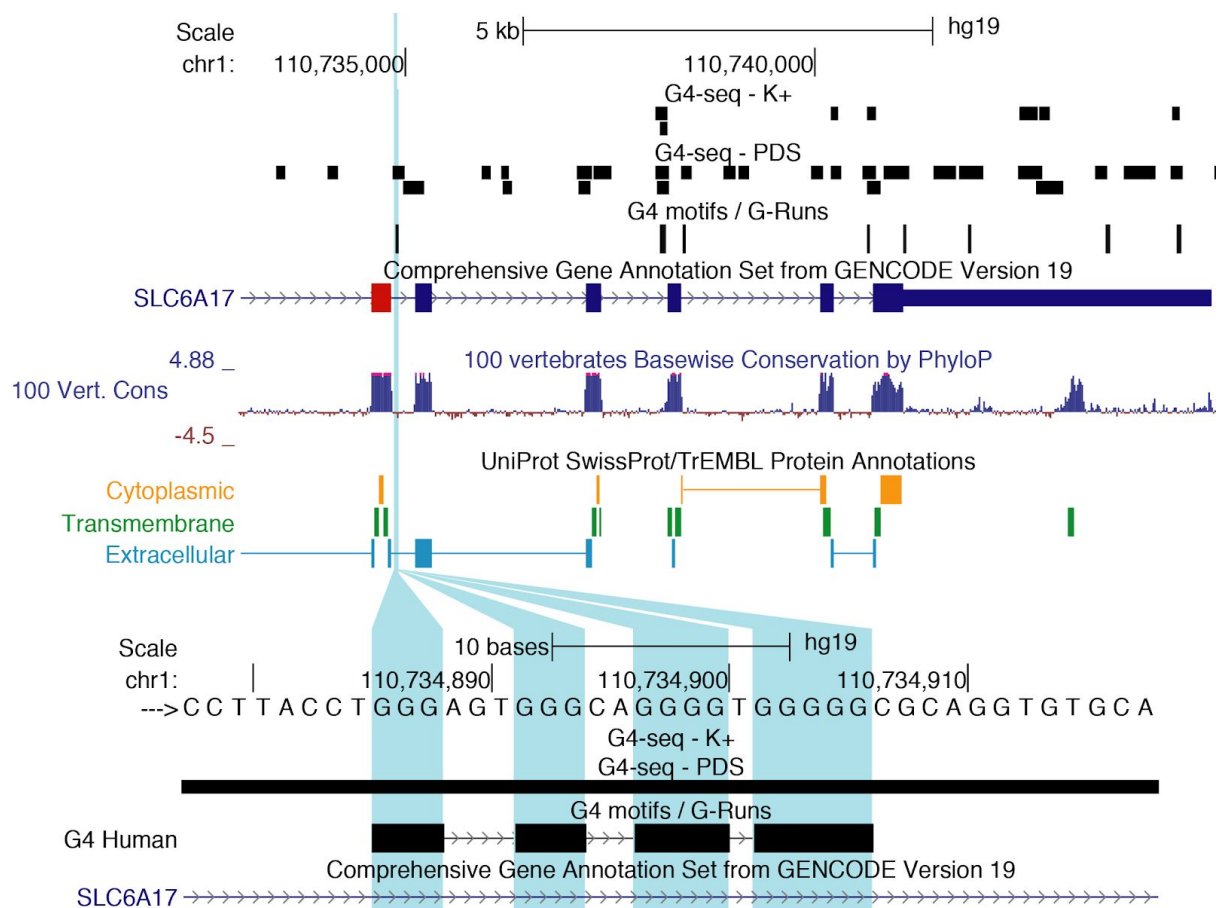 Scale 5 kb hg19
chr1: 110,735,000 110,740,000
G4-seq - K+
G4-seq - PDS
G4 motifs / G-Runs
Comprehensive Gene Annotation Set from GENCODE Version 19
SLC6A17
4.88 _ 100 vertebrates Basewise Conservation by PhyloP
100 Vert. Cons
-4.5 _
UniProt SwissProt/TrEMBL Protein Annotations
Cytoplasmic
Transmembrane
Extracellular
Scale 10 bases hg19
chr1: 110,734,890 110,734,900 110,734,910
---> C C T T A C C T G G G A G T G G G C A G G G G T G G G G G C G C A G G T G T G C A
G4-seq - K+
G4-seq - PDS
G4 motifs / G-Runs
G4 Human
Comprehensive Gene Annotation Set from GENCODE Version 19
SLC6A17